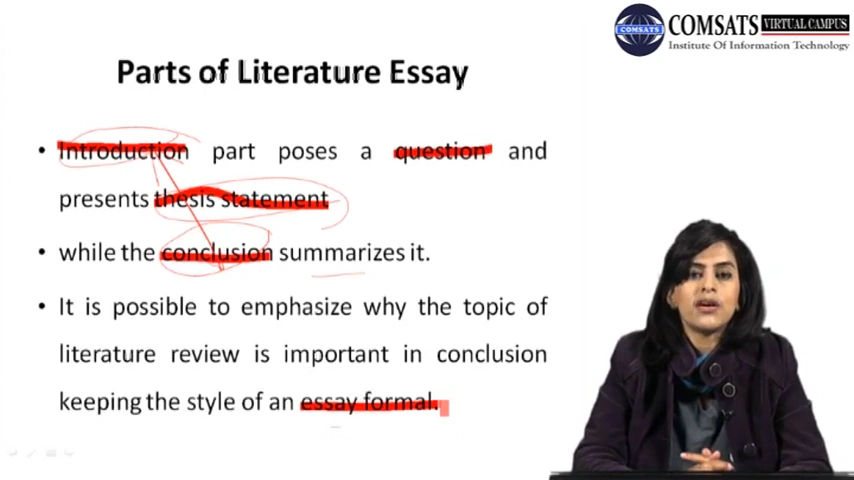 COMSATS VIRTUAL CAMPUS
Institute Of Information Technology
COMSATS
Parts of Literature Essay
• Introduction part poses a question and
presents thesis statement
• while the conclusion summarizes it.
• It is possible to emphasize why the topic of
literature review is important in conclusion
keeping the style of an essay formal.